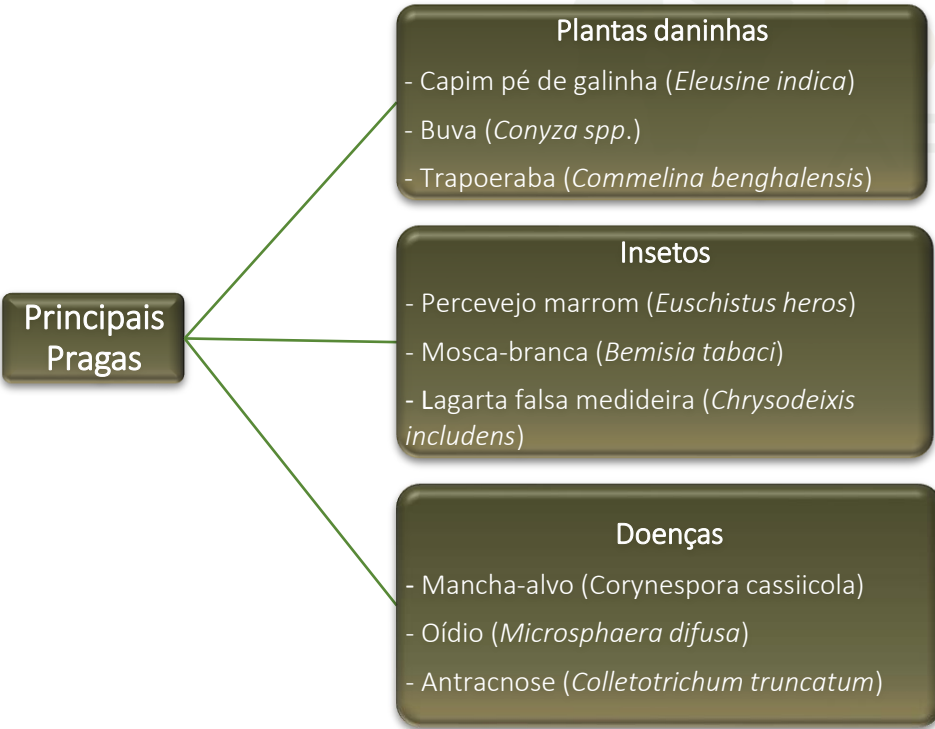 Plantas daninhas
- Capim pé de galinha (Eleusine indica)
- Buva (Conyza spp.)
- Trapoeraba (Commelina benghalensis)
Insetos
- Percevejo marrom (Euschistus heros)
- Mosca-branca (Bemisia tabaci)
- Lagarta falsa medideira (Chrysodeixis
includens)
Principais
Pragas
Doenças
- Mancha-alvo (Corynespora cassiicola)
- Oídio (Microsphaera difusa)
- Antracnose (Colletotrichum truncatum)